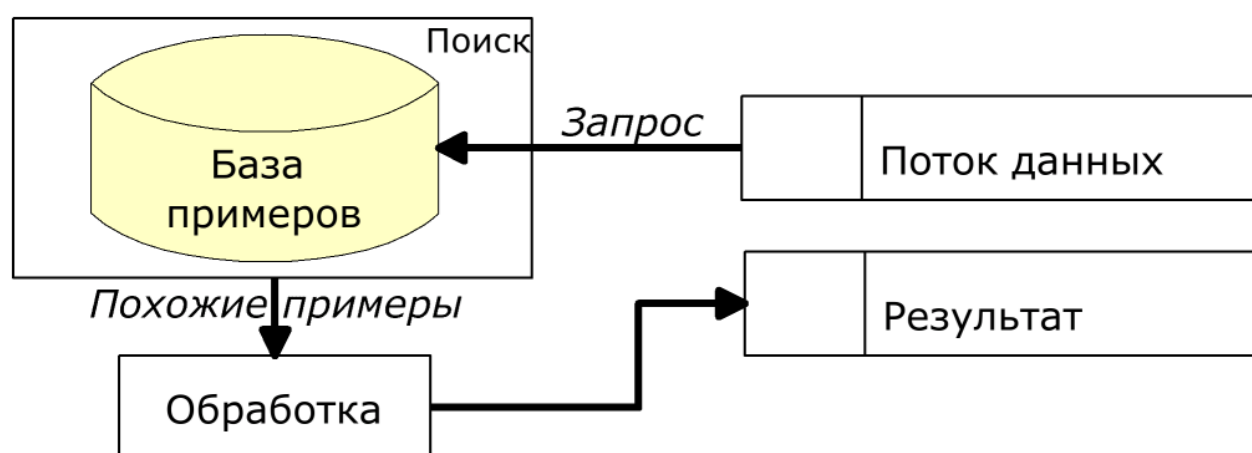 Поиск
База
примеров
Запрос
Поток данных
Похожие примеры
Результат
Обработка